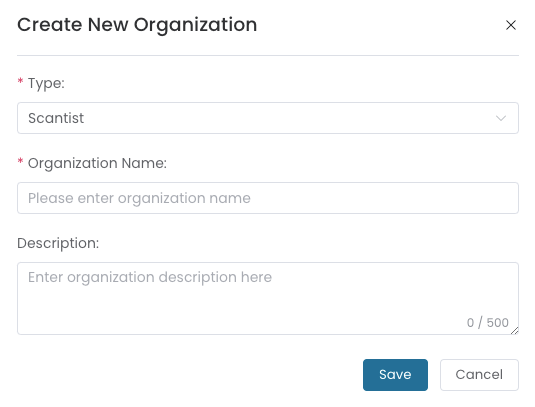 Create New Organization
* Type:
Scantist
* Organization Name:
Please enter organization name
Description:
Enter organization description here
0 / 500
Save Cancel